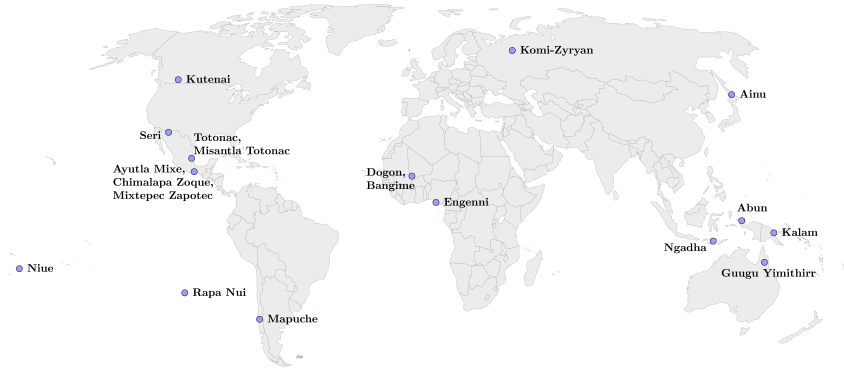 Komi-Zyryan
Kutenai
Ainu
Seri
Totonac,
Misantla Totonac
Ayutla Mixe,
Chimalapa Zoque,
Mixtepec Zapotec
Dogon,
Bangime
Engenni
Abun
Kalam
Ngadha
Guugu Yimithirr
Niue
Rapa Nui
Mapuche